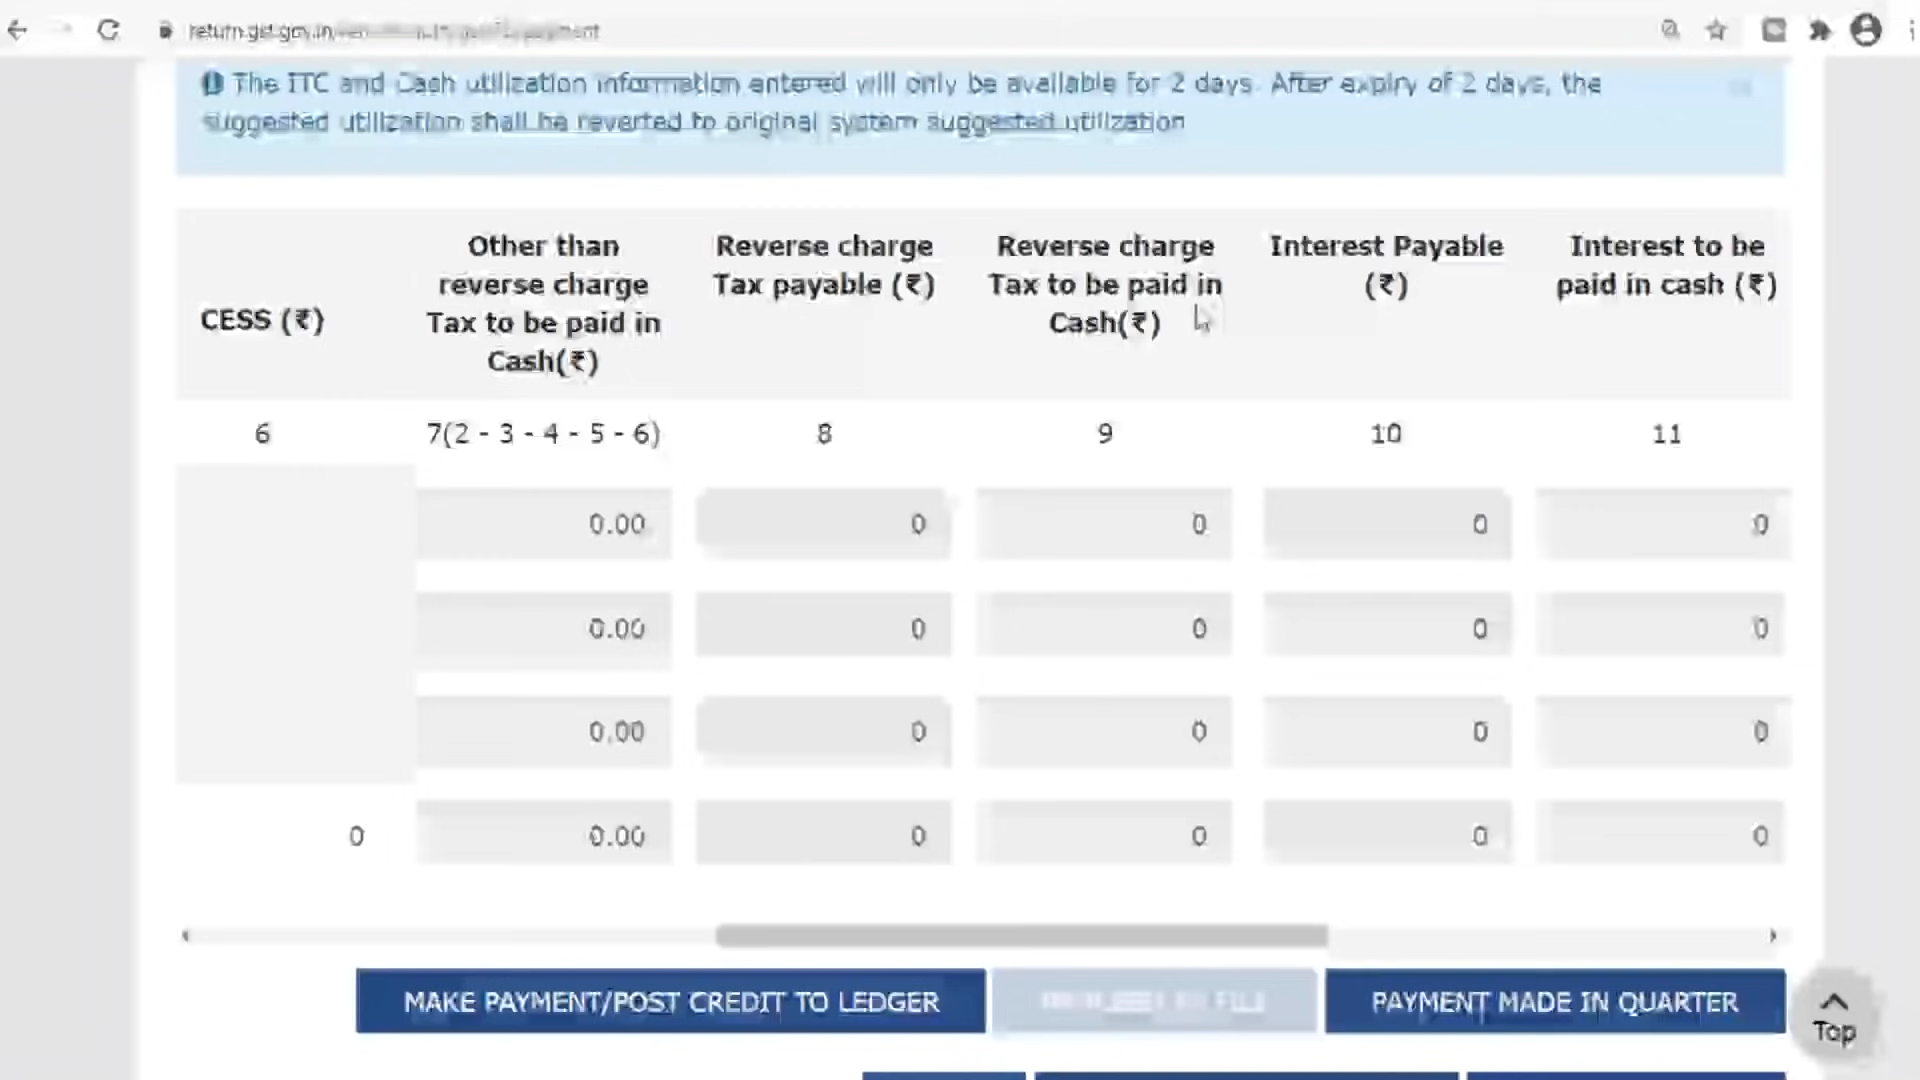 return.gst.gov.in/
The ITC and Cash utilization information entered will only be available for 2 days. After expiry of 2 days, the
suggested utilization shall be reverted to original system suggested utilization
CESS (₹)
Other than
reverse charge
Tax to be paid in
Cash(₹)
Reverse charge
Tax payable (₹)
Reverse charge
Tax to be paid in
Cash(₹)
Interest Payable
(₹)
Interest to be
paid in cash (₹)
6 7(2 - 3 - 4 - 5 - 6) 8 9 10 11
0.00 0 0 0 0
0.00 0 0 0 0
0.00 0 0 0 0
0 0.00 0 0 0 0
MAKE PAYMENT/POST CREDIT TO LEDGER
PAYMENT MADE IN QUARTER
Top